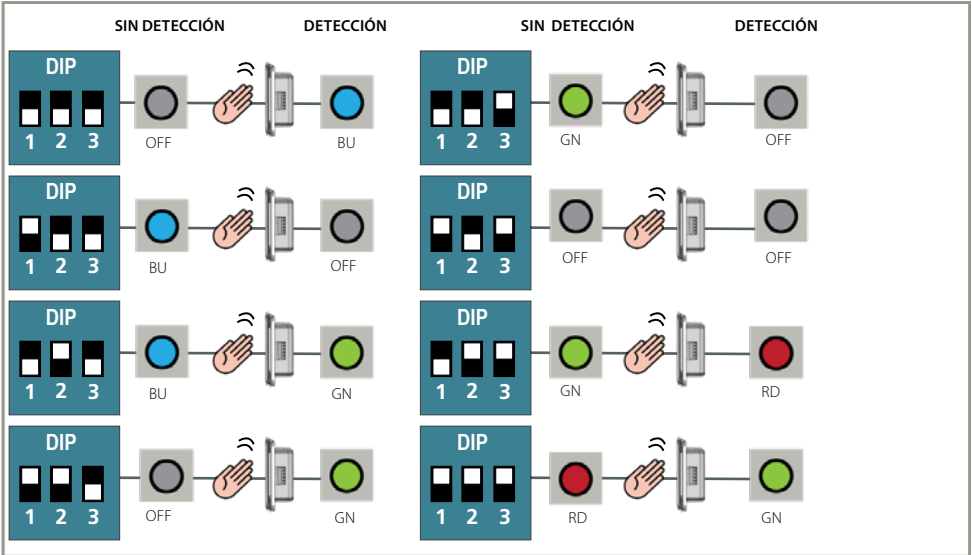 SIN DETECCIÓN DETECCIÓN SIN DETECCIÓN DETECCIÓN
DIP
1 2 3
OFF
BU
DIP
1 2 3
GN
OFF
DIP
1 2 3
BU
OFF
DIP
1 2 3
OFF
OFF
DIP
1 2 3
BU
GN
DIP
1 2 3
GN
RD
DIP
1 2 3
OFF
GN
DIP
1 2 3
RD
GN